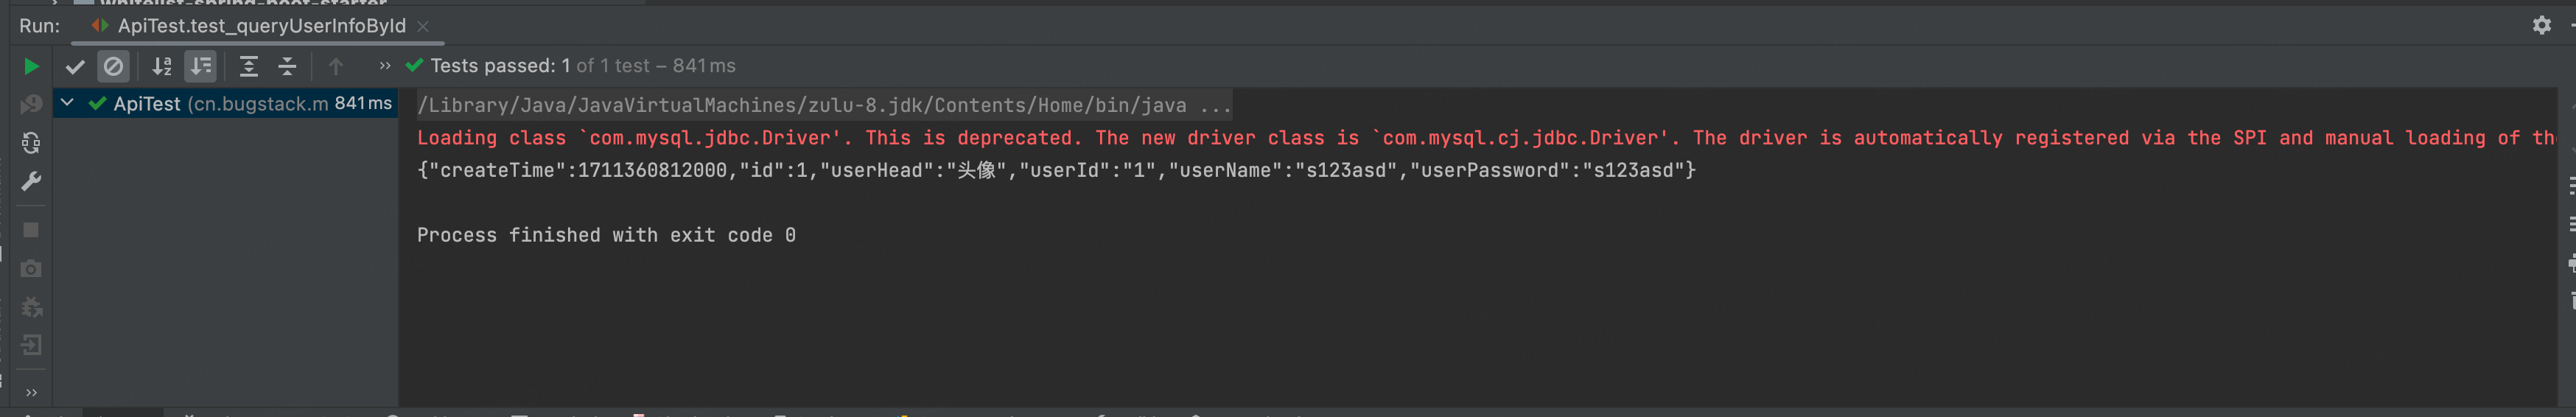 whitelist-spring-boot-starter
Run: ApiTest.test_queryUserInfoById
Tests passed: 1 of 1 test – 841 ms
ApiTest (cn.bugstack.m 841 ms
/Library/Java/JavaVirtualMachines/zulu-8.jdk/Contents/Home/bin/java ...
Loading class `com.mysql.jdbc.Driver'. This is deprecated. The new driver class is `com.mysql.cj.jdbc.Driver'. The driver is automatically registered via the SPI and manual loading of th
{"createTime":1711360812000,"id":1,"userHead":"头像","userId":"1","userName":"s123asd","userPassword":"s123asd"}
Process finished with exit code 0